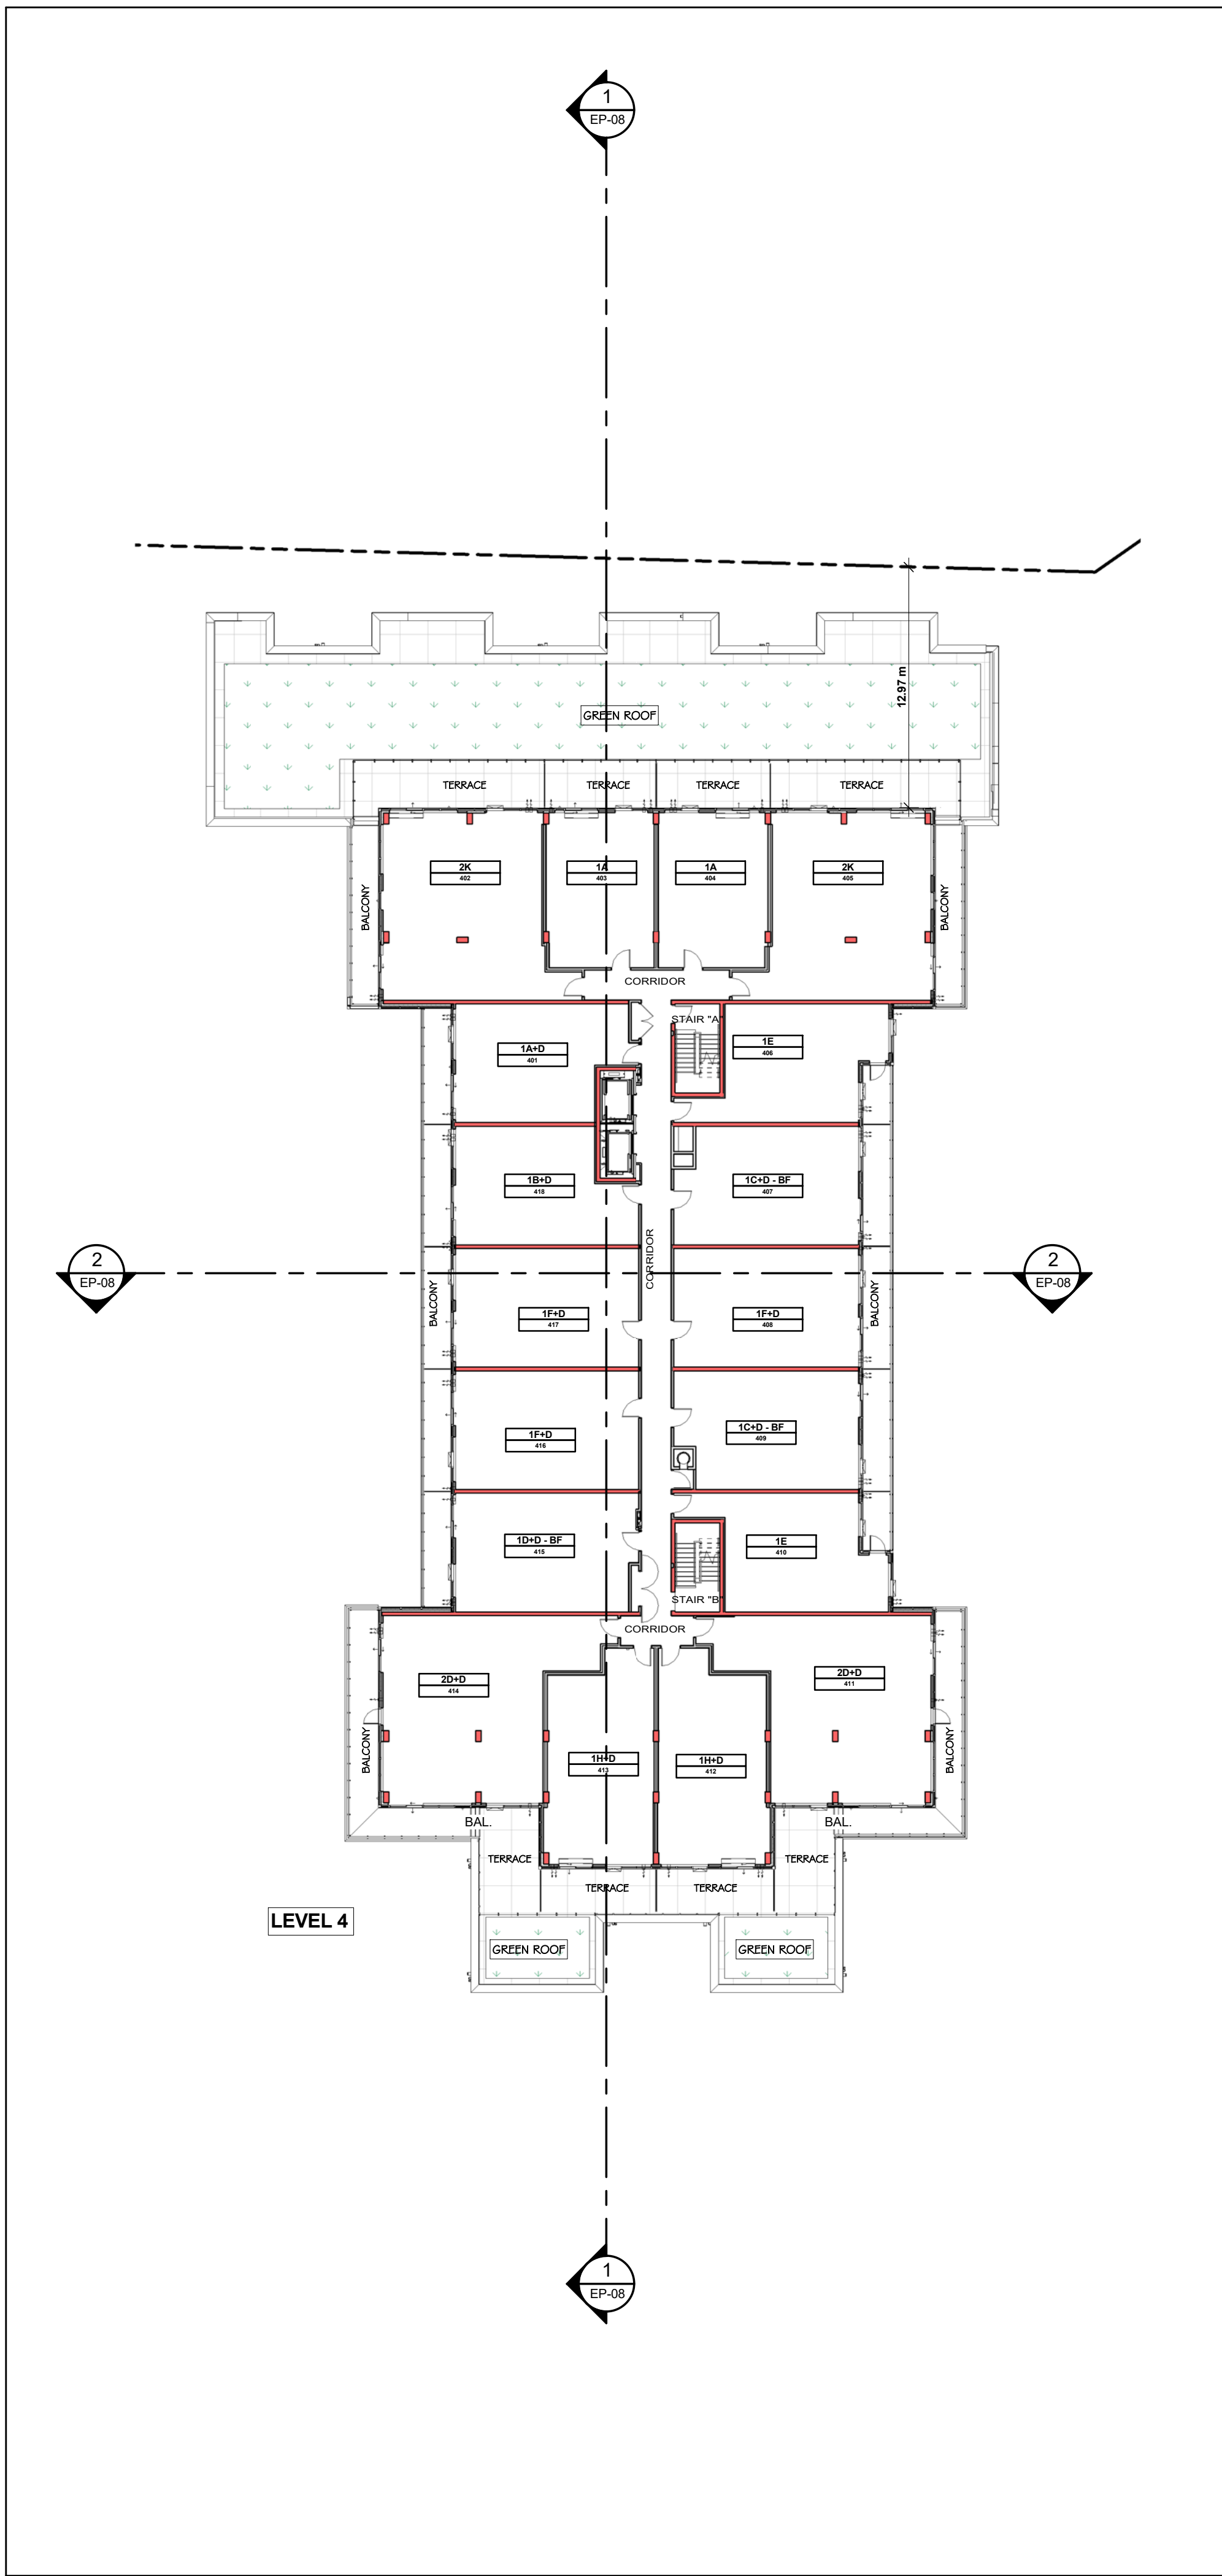 1
EP-08
12.97 m
GREEN ROOF
TERRACE
TERRACE
TERRACE
TERRACE
2K
402
1A
403
1A
404
2K
405
BALCONY
BALCONY
CORRIDOR
STAIR "A"
1A+D
401
1E
406
1B+D
418
1C+D - BF
407
CORRIDOR
2
EP-08
2
EP-08
BALCONY
BALCONY
1F+D
417
1F+D
408
1F+D
416
1C+D - BF
409
1D+D - BF
415
1E
410
STAIR "B"
CORRIDOR
2D+D
414
2D+D
411
BALCONY
BALCONY
1H+D
413
1H+D
412
BAL.
BAL.
TERRACE
TERRACE
TERRACE
TERRACE
LEVEL 4
GREEN ROOF
GREEN ROOF
1
EP-08